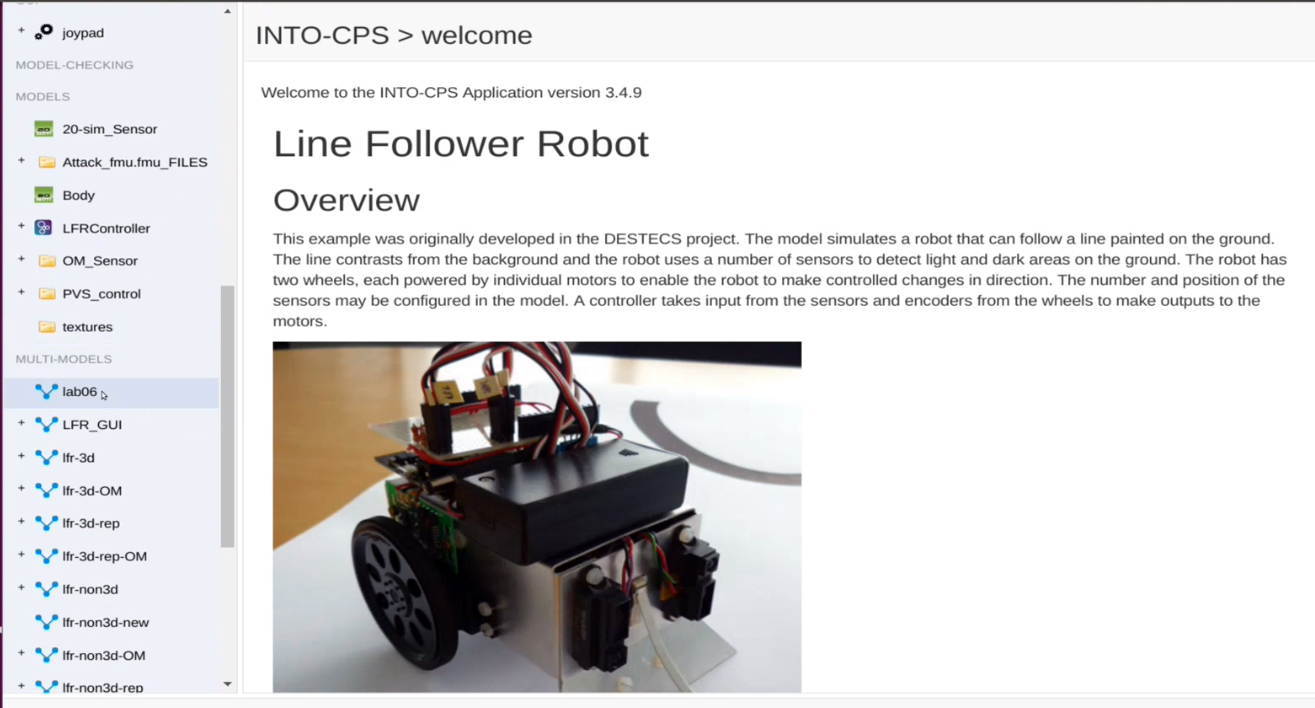 joypad
MODEL-CHECKING
MODELS
20-sim_Sensor
Attack_fmu.fmu_FILES
Body
LFRController
OM_Sensor
PVS_control
textures
MULTI-MODELS
lab06
LFR_GUI
lfr-3d
lfr-3d-OM
lfr-3d-rep
lfr-3d-rep-OM
lfr-non3d
lfr-non3d-new
lfr-non3d-OM
lfr-non3d-rep
INTO-CPS > welcome
Welcome to the INTO-CPS Application version 3.4.9
Line Follower Robot
Overview
This example was originally developed in the DESTECS project. The model simulates a robot that can follow a line painted on the ground.
The line contrasts from the background and the robot uses a number of sensors to detect light and dark areas on the ground. The robot has
two wheels, each powered by individual motors to enable the robot to make controlled changes in direction. The number and position of the
sensors may be configured in the model. A controller takes input from the sensors and encoders from the wheels to make outputs to the
motors.